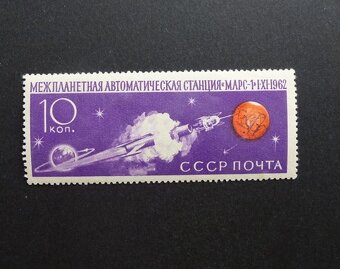 МЕЖПЛАНЕТНАЯ АВТОМАТИЧЕСКАЯ СТАНЦИЯ•МАРС-1•1·XI·1962
10
КОП.
СССР ПОЧТА